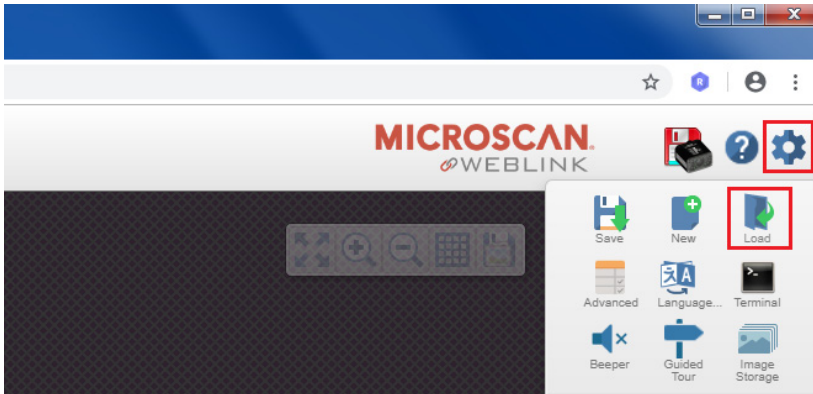 R
MICROSCAN.
WEBLINK
Save
New
Load
Advanced
Language...
Terminal
Beeper
Guided
Tour
Image
Storage